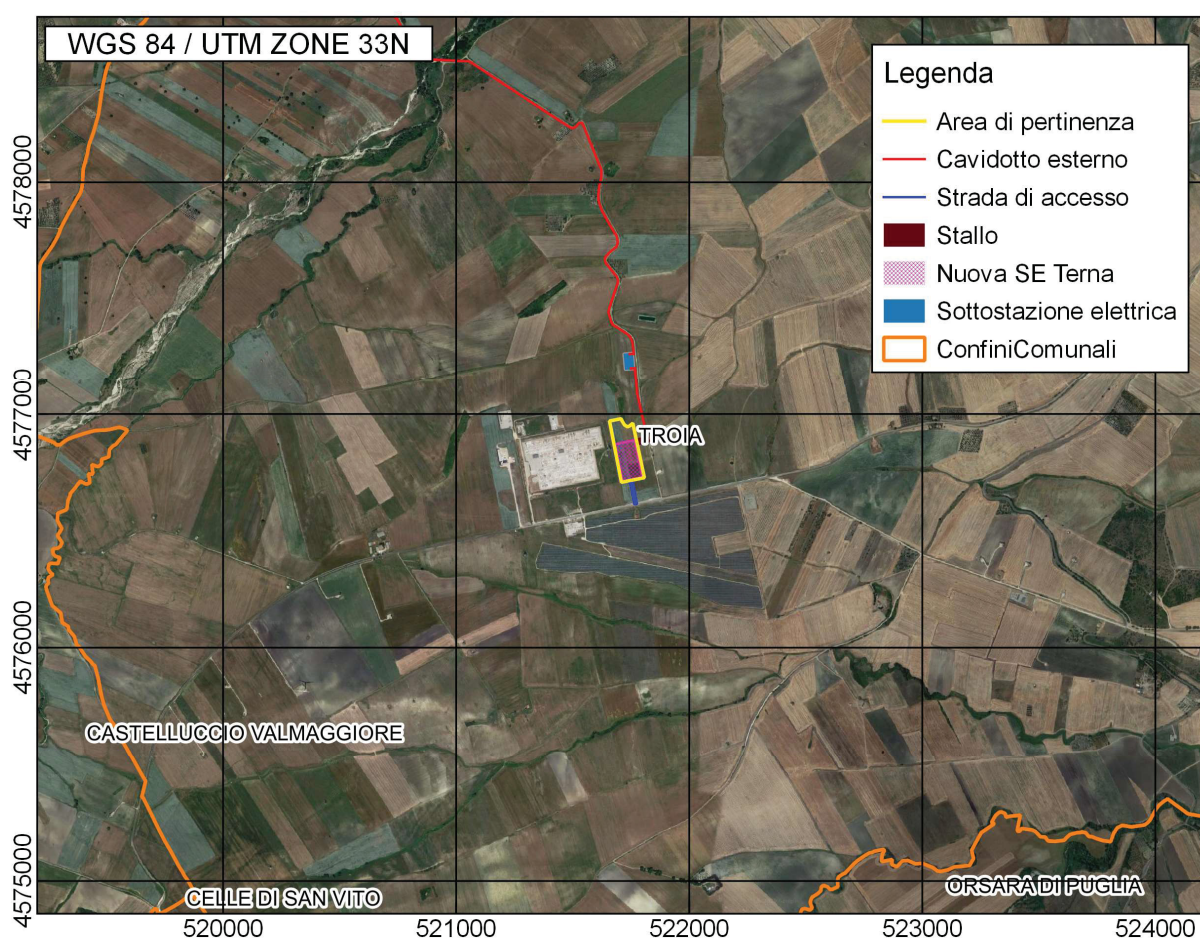 WGS 84 / UTM ZONE 33N
Legenda
Area di pertinenza
Cavidotto esterno
Strada di accesso
Stallo
Nuova SE Terna
Sottostazione elettrica
ConfiniComunali
4578000
4577000
4576000
4575000
TROIA
CASTELLUCCIO VALMAGGIORE
CELLE DI SAN VITO
ORSARA DI PUGLIA
520000
521000
522000
523000
524000